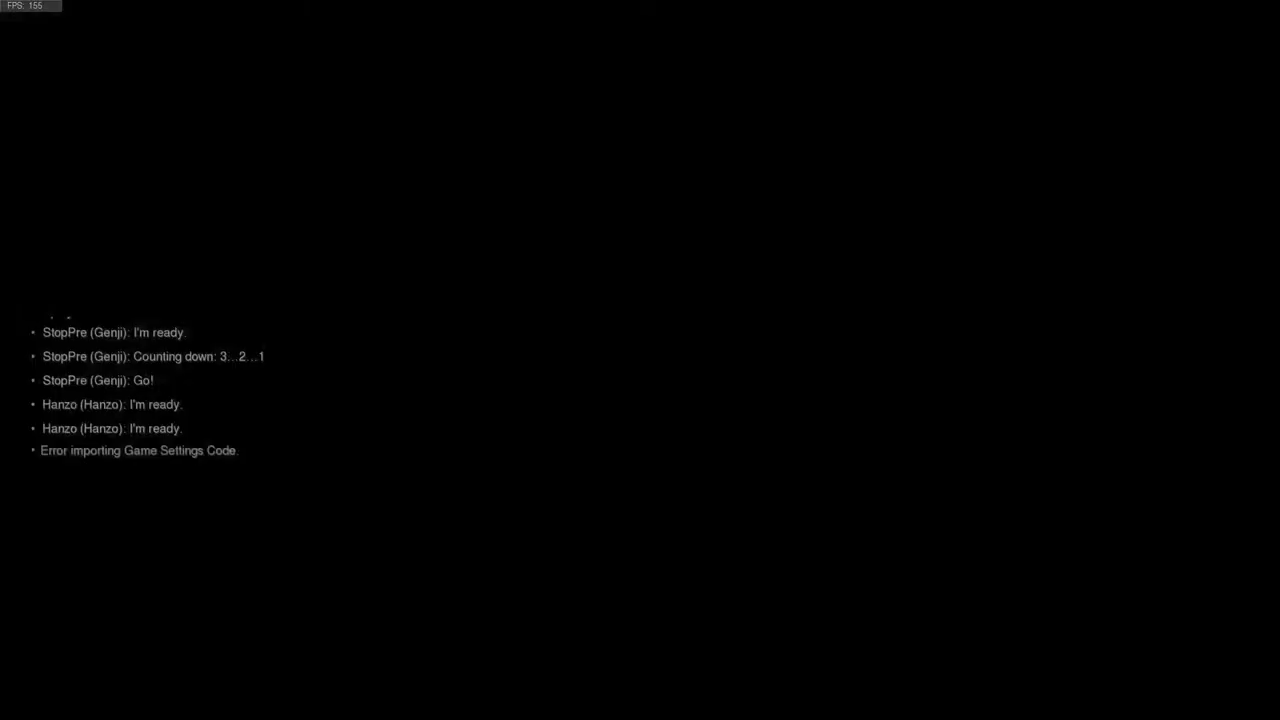 FPS: 155
• StopPre (Genji): I'm ready.
• StopPre (Genji): Counting down: 3...2...1
• StopPre (Genji): Go!
• Hanzo (Hanzo): I'm ready.
• Hanzo (Hanzo): I'm ready.
• Error importing Game Settings Code.